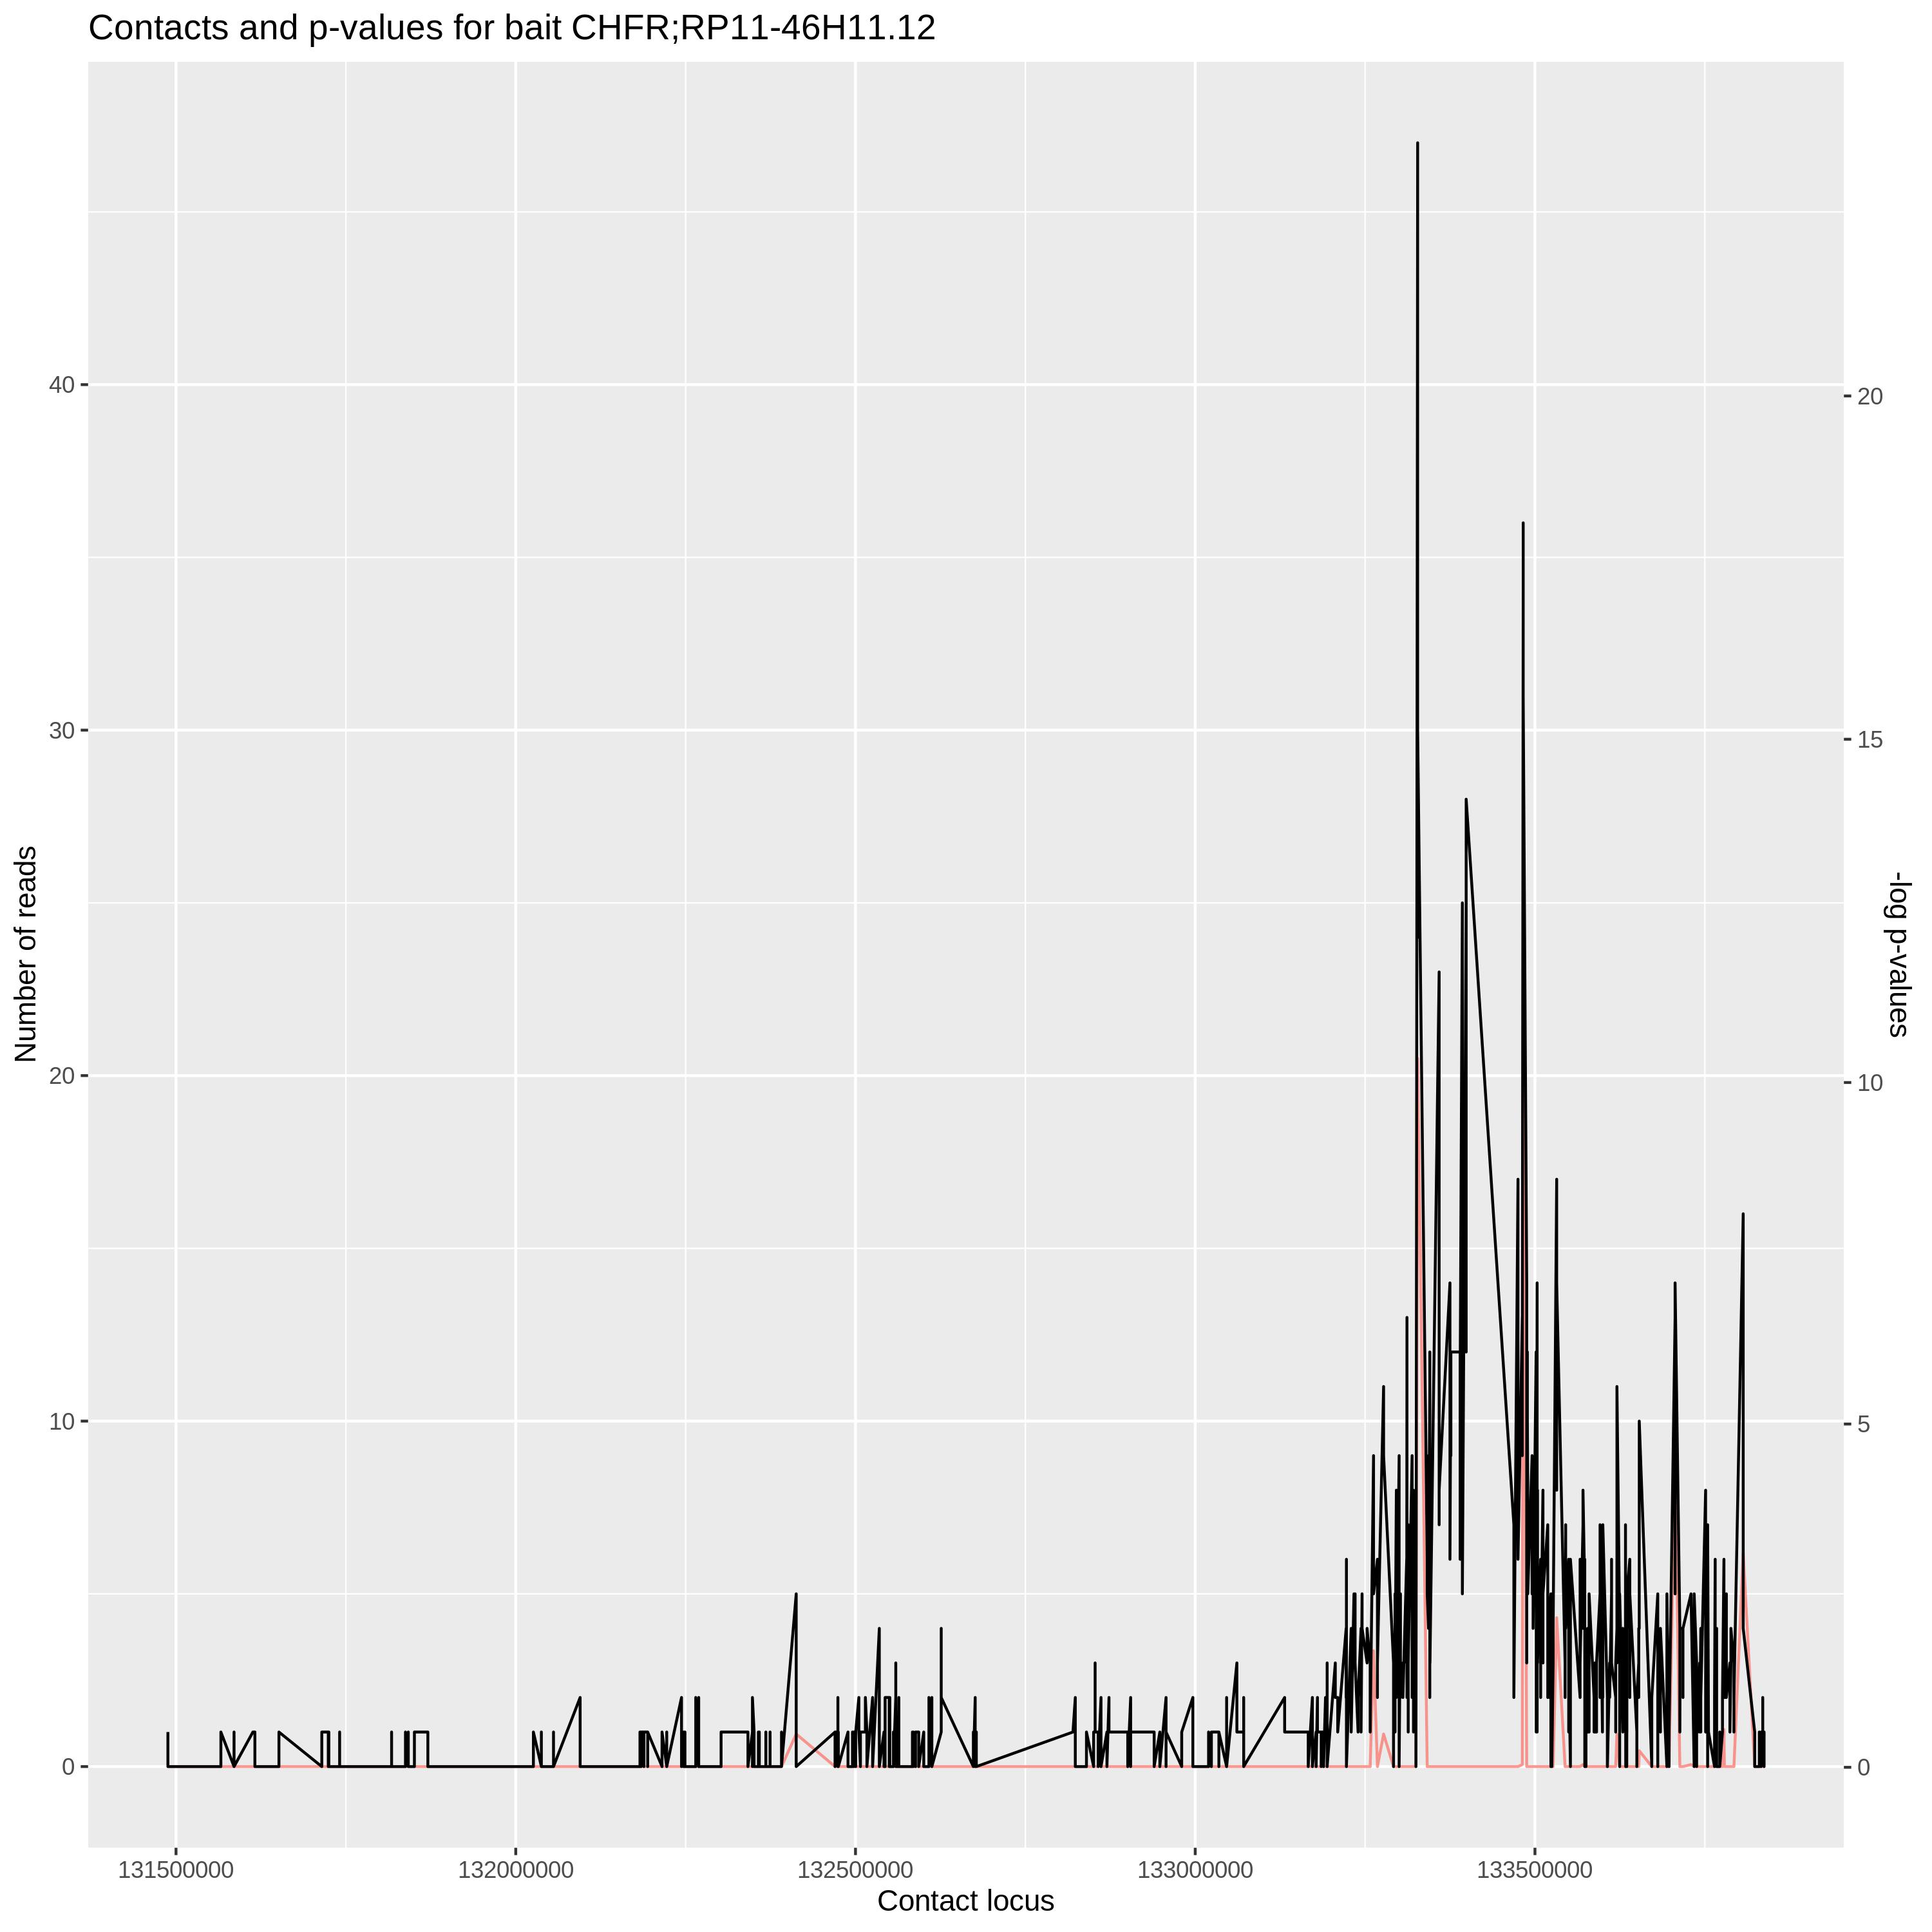 Contacts and p-values for bait CHFR;RP11-46H11.12
40
30
20
10
0
Number of reads
20
15
10
5
0
-log p-values
131500000 132000000 132500000 133000000 133500000
Contact locus